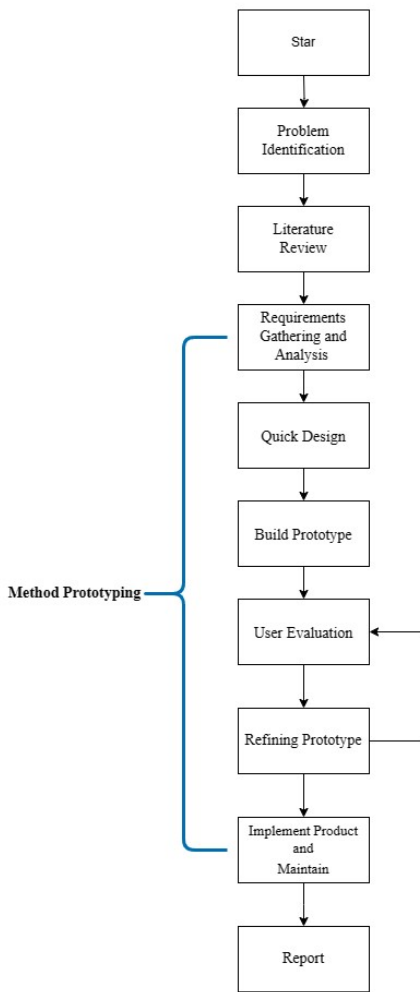 Star
Problem
Identification
Literature
Review
Requirements
Gathering and
Analysis
Quick Design
Build Prototype
Method Prototyping
User Evaluation
Refining Prototype
Implement Product
and
Maintain
Report